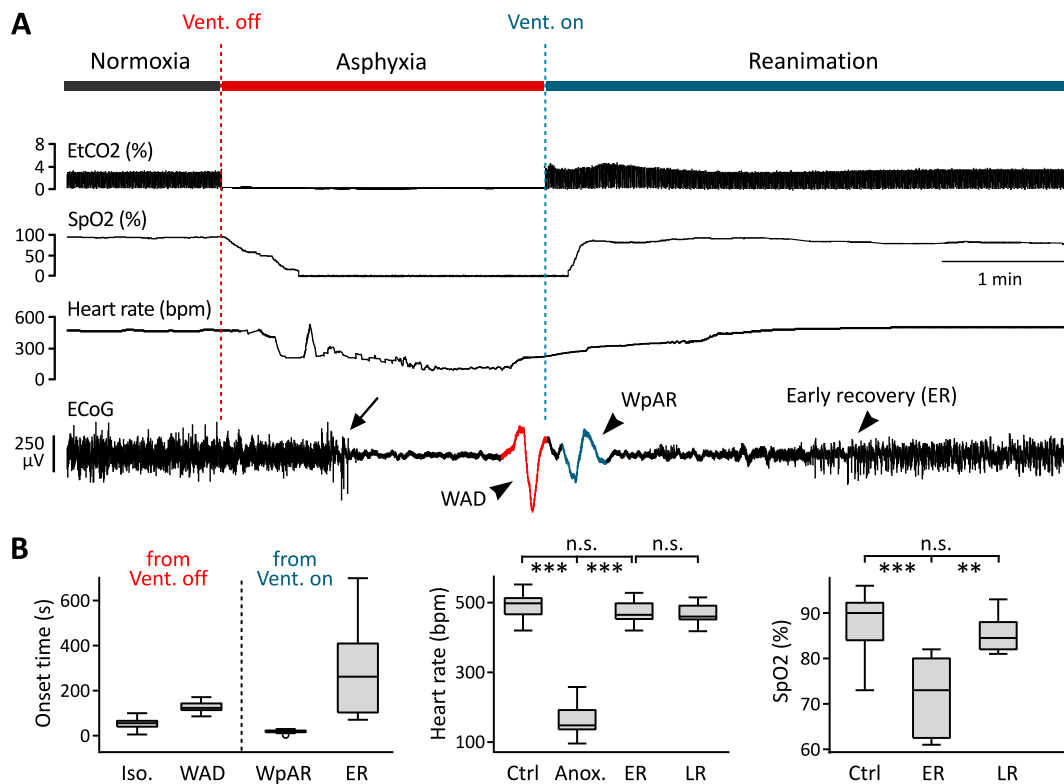 A
Vent. off
Vent. on
Normoxia
Asphyxia
Reanimation
EtCO2 (%)
8
4
0
SpO2 (%)
100
50
0
1 min
Heart rate (bpm)
600
300
0
ECoG
250
µV
WAD
WpAR
Early recovery (ER)
B
from
Vent. off
from
Vent. on
Onset time (s)
600
400
200
0
Iso.
WAD
WpAR
ER
n.s.
n.s.
*** ***
Heart rate (bpm)
500
300
100
Ctrl
Anox.
ER
LR
n.s.
*** **
SpO2 (%)
90
80
70
60
Ctrl
ER
LR